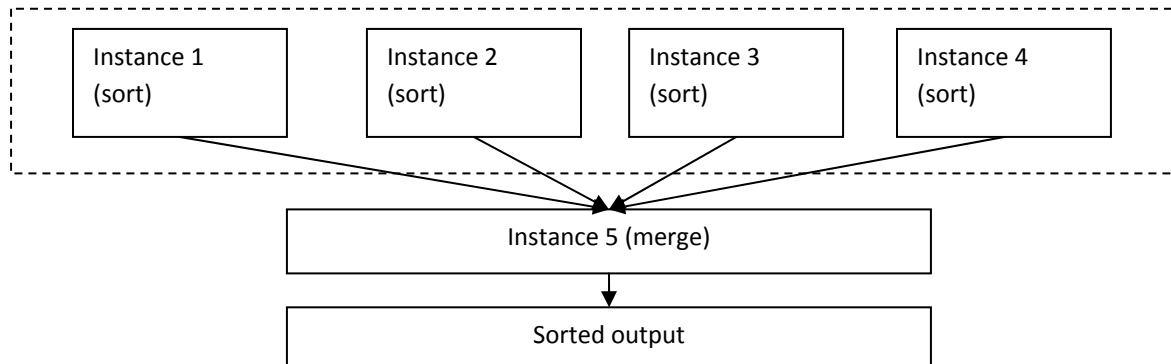 Instance 1
(sort)
Instance 2
(sort)
Instance 3
(sort)
Instance 4
(sort)
Instance 5 (merge)
Sorted output